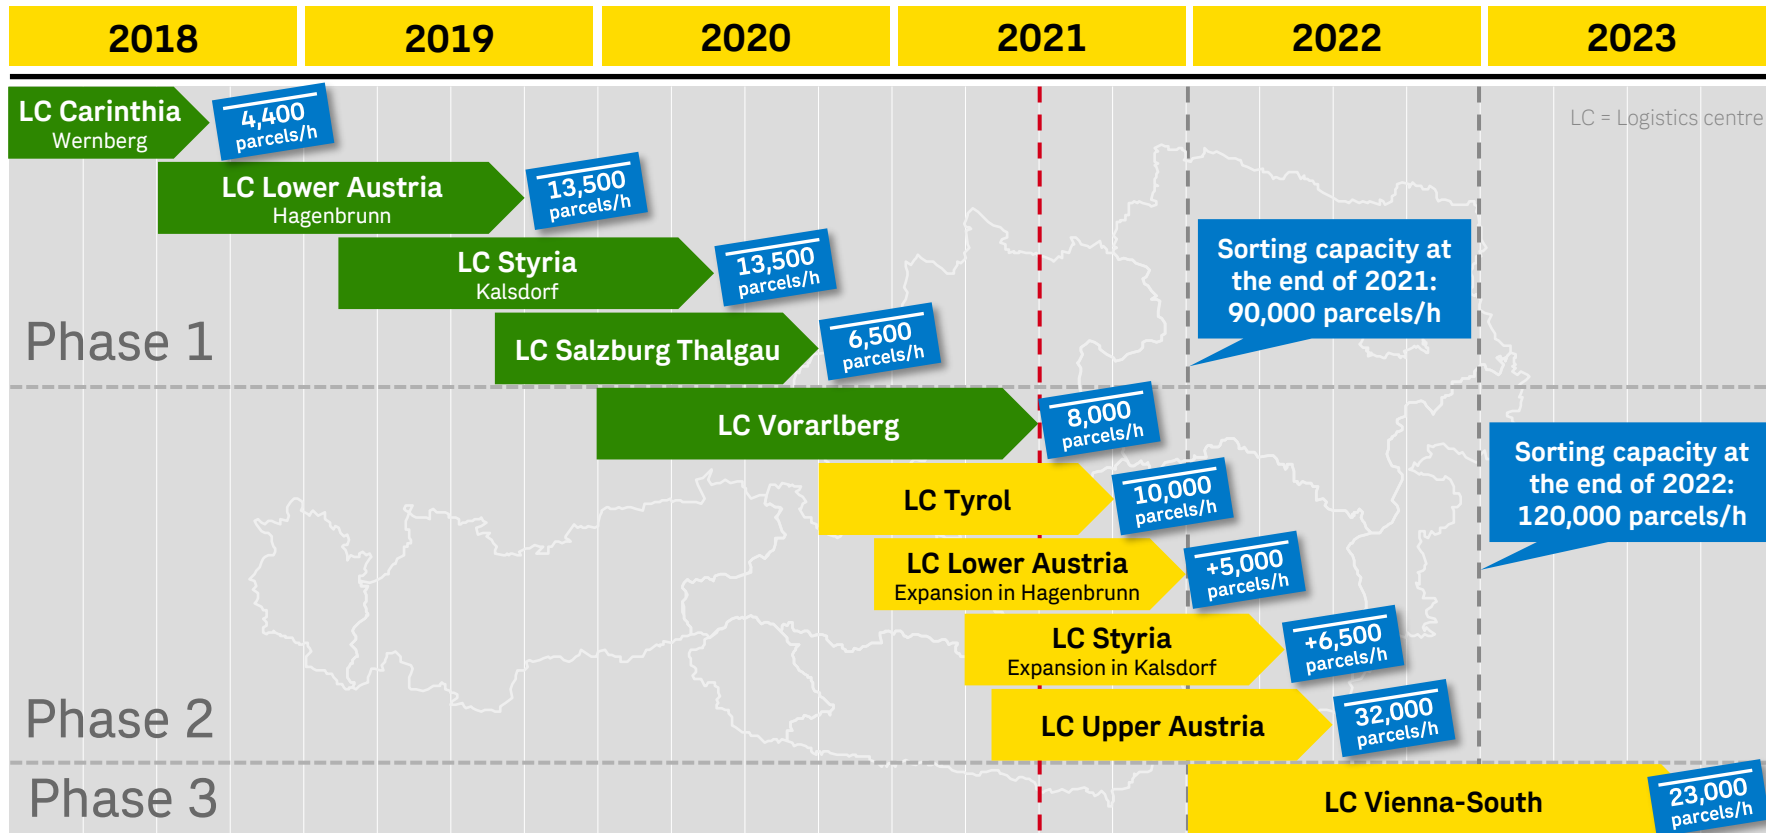 2018 2019 2020 2021 2022 2023
LC = Logistics centre
LC Carinthia
Wernberg
4,400
parcels/h
LC Lower Austria
Hagenbrunn
13,500
parcels/h
LC Styria
Kalsdorf
13,500
parcels/h
Sorting capacity at
the end of 2021:
90,000 parcels/h
Phase 1
LC Salzburg Thalgau
6,500
parcels/h
LC Vorarlberg
8,000
parcels/h
Sorting capacity at
the end of 2022:
120,000 parcels/h
LC Tyrol
10,000
parcels/h
LC Lower Austria
Expansion in Hagenbrunn
+5,000
parcels/h
LC Styria
Expansion in Kalsdorf
+6,500
parcels/h
Phase 2
LC Upper Austria
32,000
parcels/h
Phase 3
LC Vienna-South
23,000
parcels/h